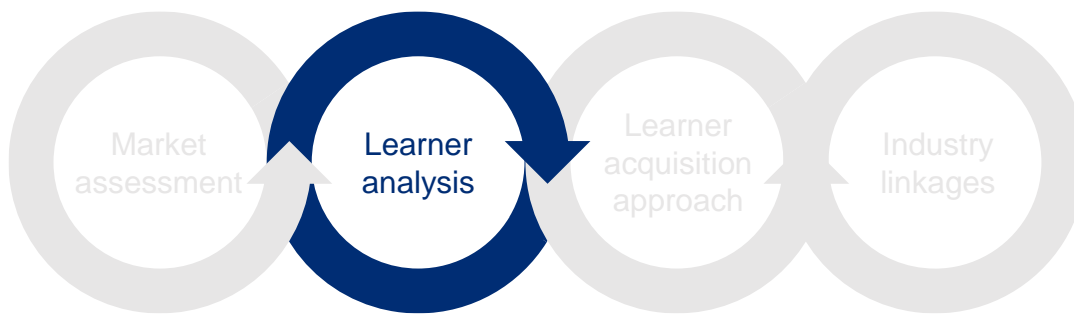 Market
assessment
Learner
analysis
Learner
acquisition
approach
Industry
linkages